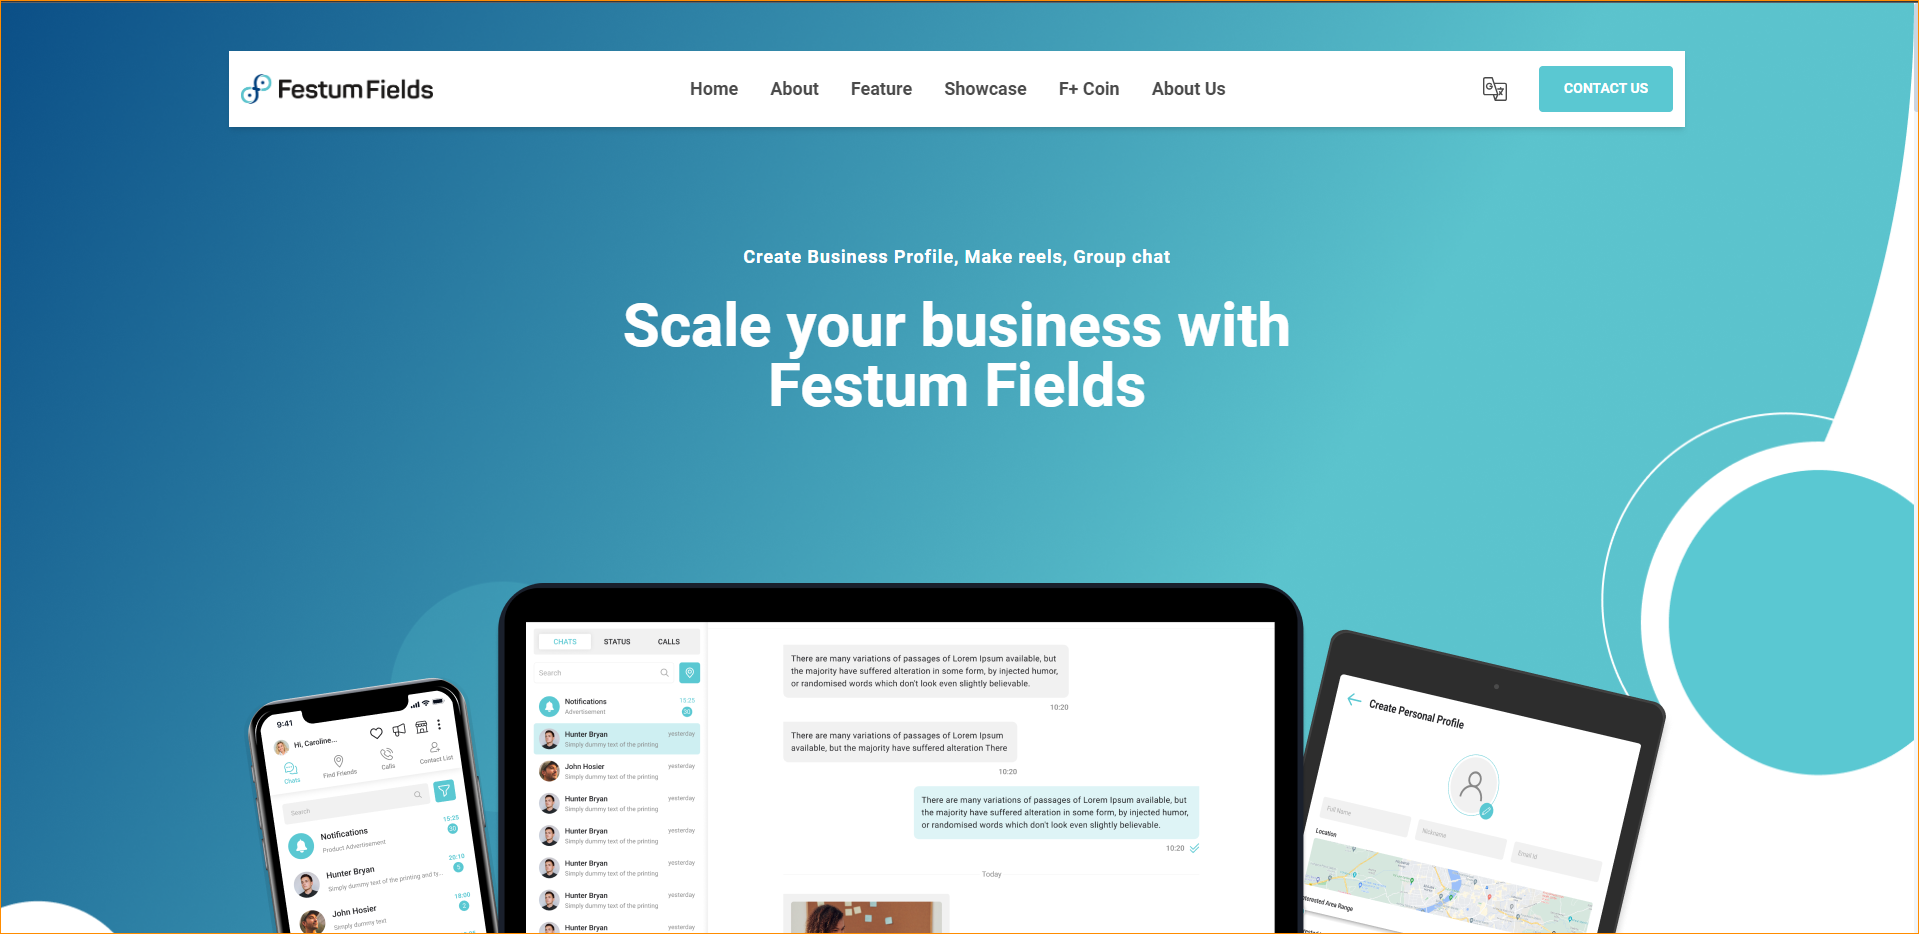 Festum Fields
Home About Feature Showcase F+ Coin About Us
CONTACT US
Create Business Profile, Make reels, Group chat
Scale your business with
Festum Fields
9:41
Hi, Caroline...
Chats Find Friends Calls Contact List
Search
Notifications 15:25
Product Advertisement 30
Hunter Bryan 20:10
Simply dummy text of the printing and ty... 5
John Hosier 18:00
Simply dummy text 2
CHATS STATUS CALLS
Search
Notifications 15:25
Advertisement 30
Hunter Bryan yesterday
Simply dummy text of the printing
John Hosier yesterday
Simply dummy text of the printing
Hunter Bryan yesterday
Simply dummy text of the printing
Hunter Bryan yesterday
Simply dummy text of the printing
Hunter Bryan yesterday
Simply dummy text of the printing
Hunter Bryan yesterday
Simply dummy text of the printing
Hunter Bryan yesterday
There are many variations of passages of Lorem Ipsum available, but
the majority have suffered alteration in some form, by injected humor,
or randomised words which don't look even slightly believable.
10:20
There are many variations of passages of Lorem Ipsum
available, but the majority have suffered alteration There
10:20
There are many variations of passages of Lorem Ipsum available, but
the majority have suffered alteration in some form, by injected humor,
or randomised words which don't look even slightly believable.
10:20
Today
Create Personal Profile
Full Name
Nickname
Email Id
Location
Interested Area Range